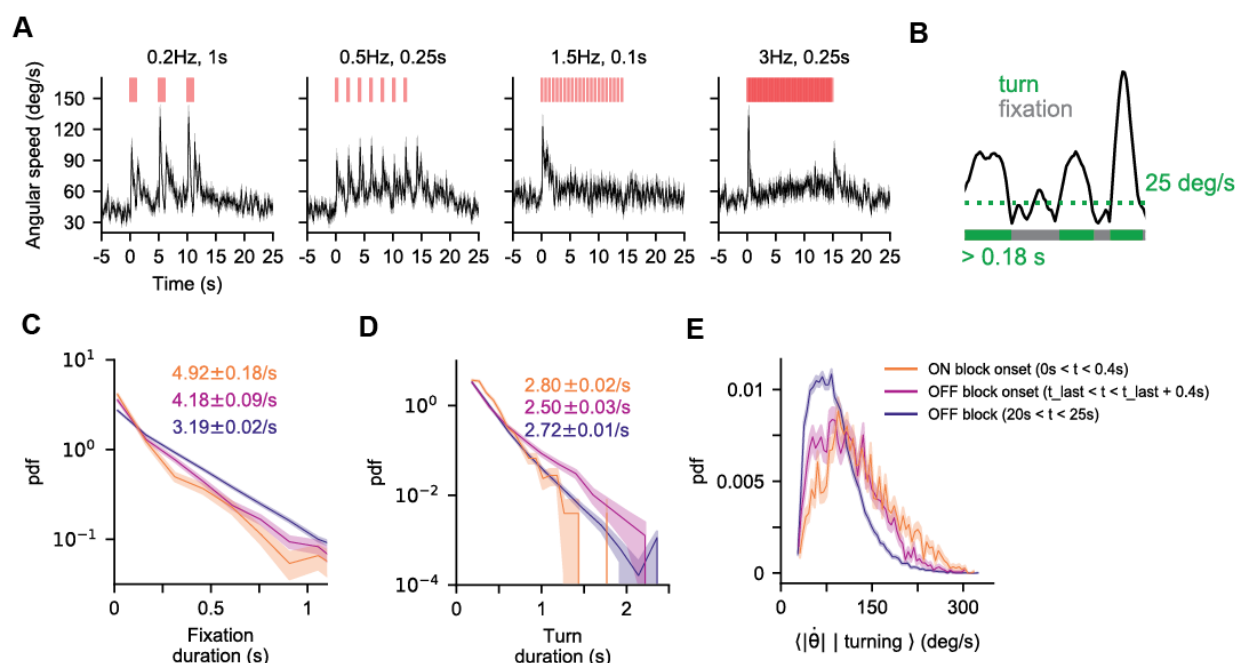 A
0.2Hz, 1s
0.5Hz, 0.25s
1.5Hz, 0.1s
3Hz, 0.25s
Angular speed (deg/s)
150
120
90
60
30
-5 0 5 10 15 20 25
-5 0 5 10 15 20 25
-5 0 5 10 15 20 25
-5 0 5 10 15 20 25
Time (s)
B
turn
fixation
25 deg/s
> 0.18 s
C
4.92±0.18/s
4.18±0.09/s
3.19±0.02/s
pdf
10¹
10⁰
10⁻¹
0 0.5 1
Fixation
duration (s)
D
2.80±0.02/s
2.50±0.03/s
2.72±0.01/s
pdf
10⁰
10⁻²
10⁻⁴
0 1 2
Turn
duration (s)
E
ON block onset (0s < t < 0.4s)
OFF block onset (t_last < t < t_last + 0.4s)
OFF block (20s < t < 25s)
pdf
0.01
0.005
0
0 150 300
⟨|θ̇| | turning ⟩ (deg/s)